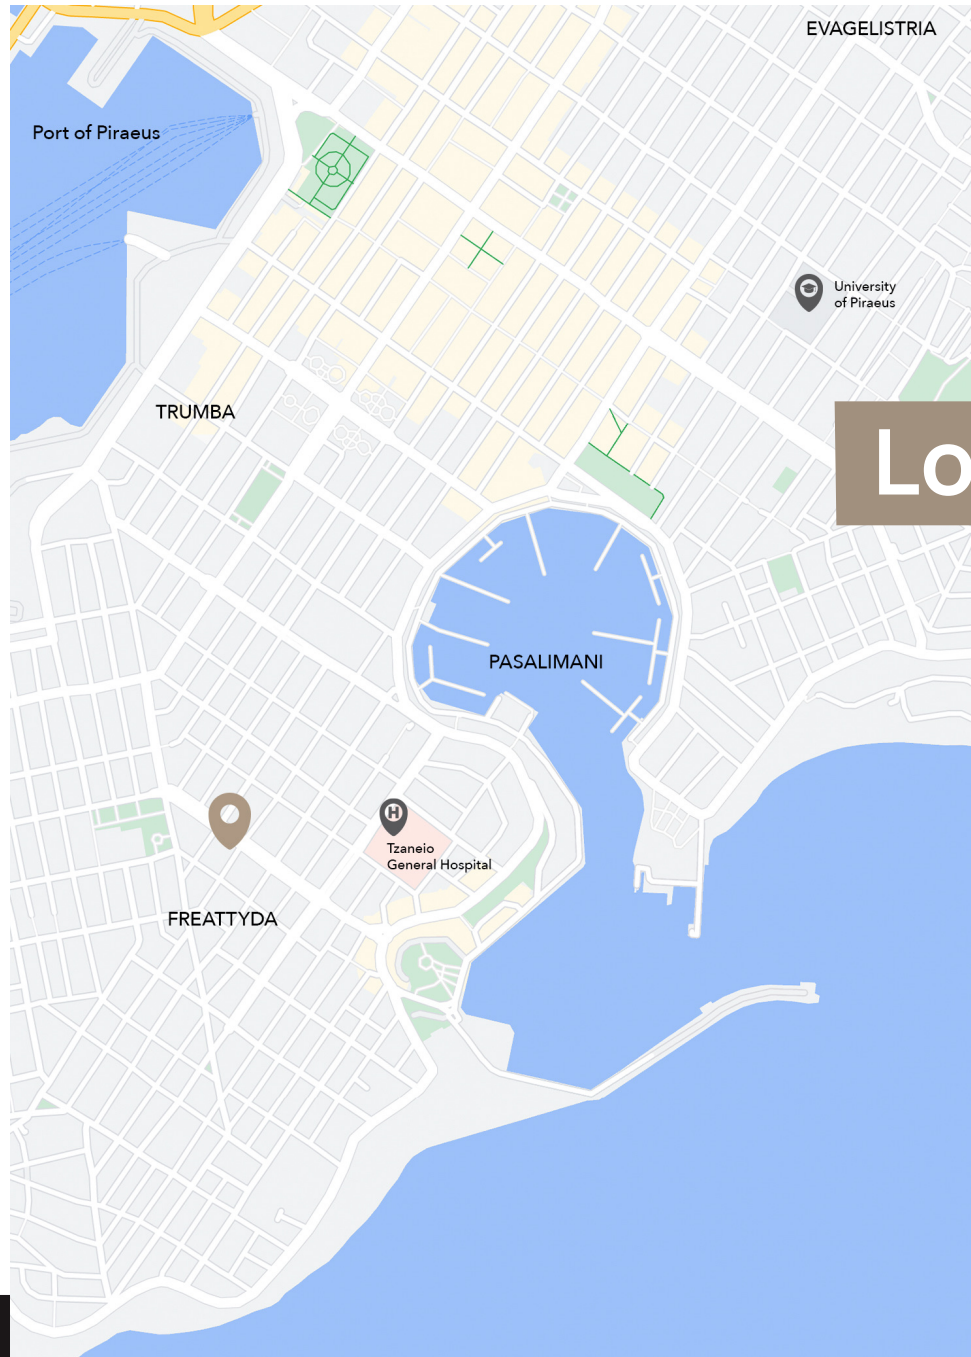 EVAGELISTRIA
Port of Piraeus
University
of Piraeus
TRUMBA
Lo
PASALIMANI
H
Tzaneio
General Hospital
FREATTYDA